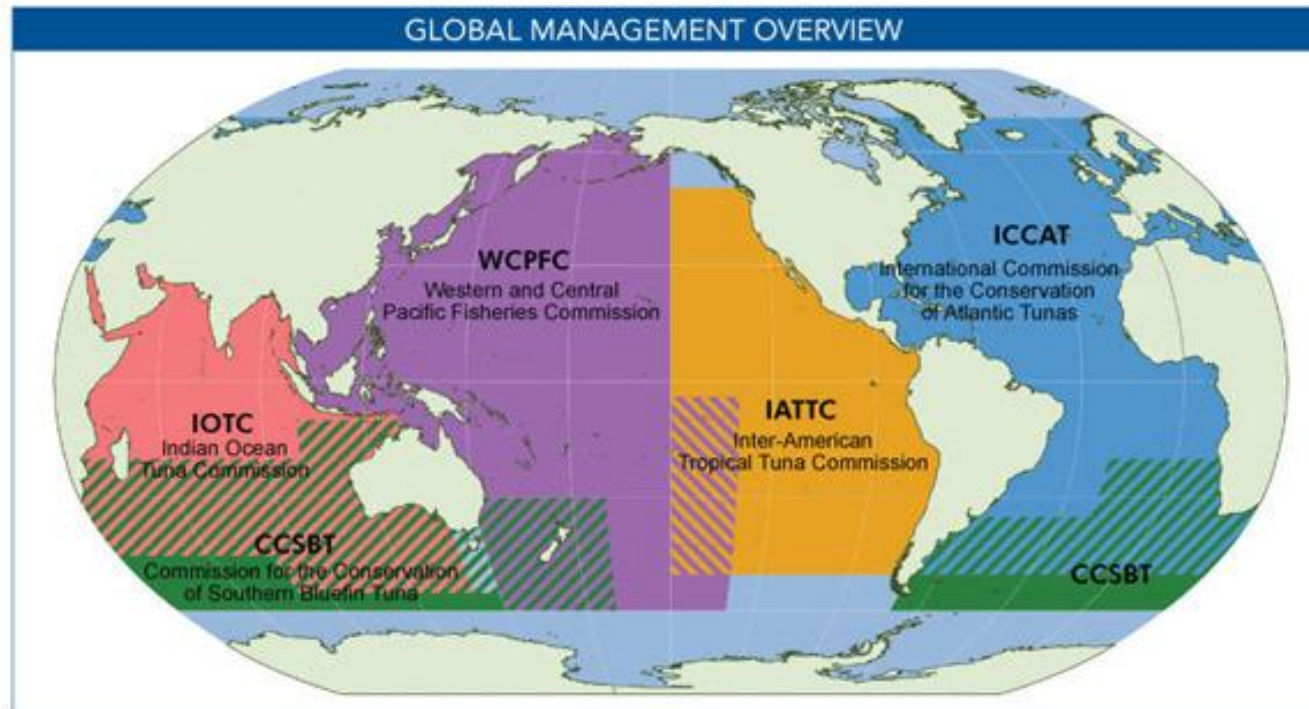 GLOBAL MANAGEMENT OVERVIEW
WCPFC
Western and Central
Pacific Fisheries Commission
ICCAT
International Commission
for the Conservation
of Atlantic Tunas
IOTC
Indian Ocean
Tuna Commission
IATTC
Inter-American
Tropical Tuna Commission
CCSBT
Commission for the Conservation
of Southern Bluefin Tuna
CCSBT